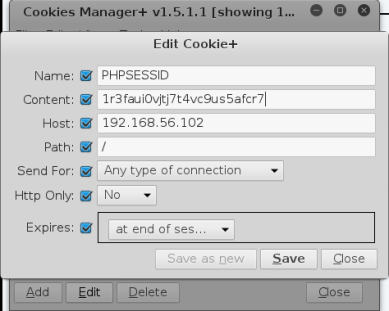 Cookies Manager+ v1.5.1.1 [showing 1...
Edit Cookie+
Name: PHPSESSID
Content: 1r3faui0vjtj7t4vc9us5afcr7
Host: 192.168.56.102
Path: /
Send For: Any type of connection
Http Only: No
Expires: at end of ses...
Save as new Save Close
Add Edit Delete Close